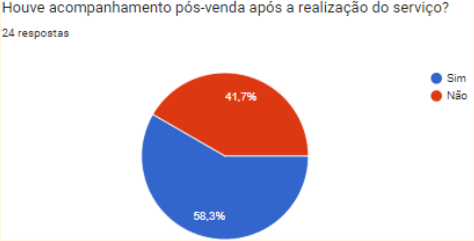 Houve acompanhamento pós-venda após a realização do serviço?
24 respostas
Sim
Não
41,7%
58,3%